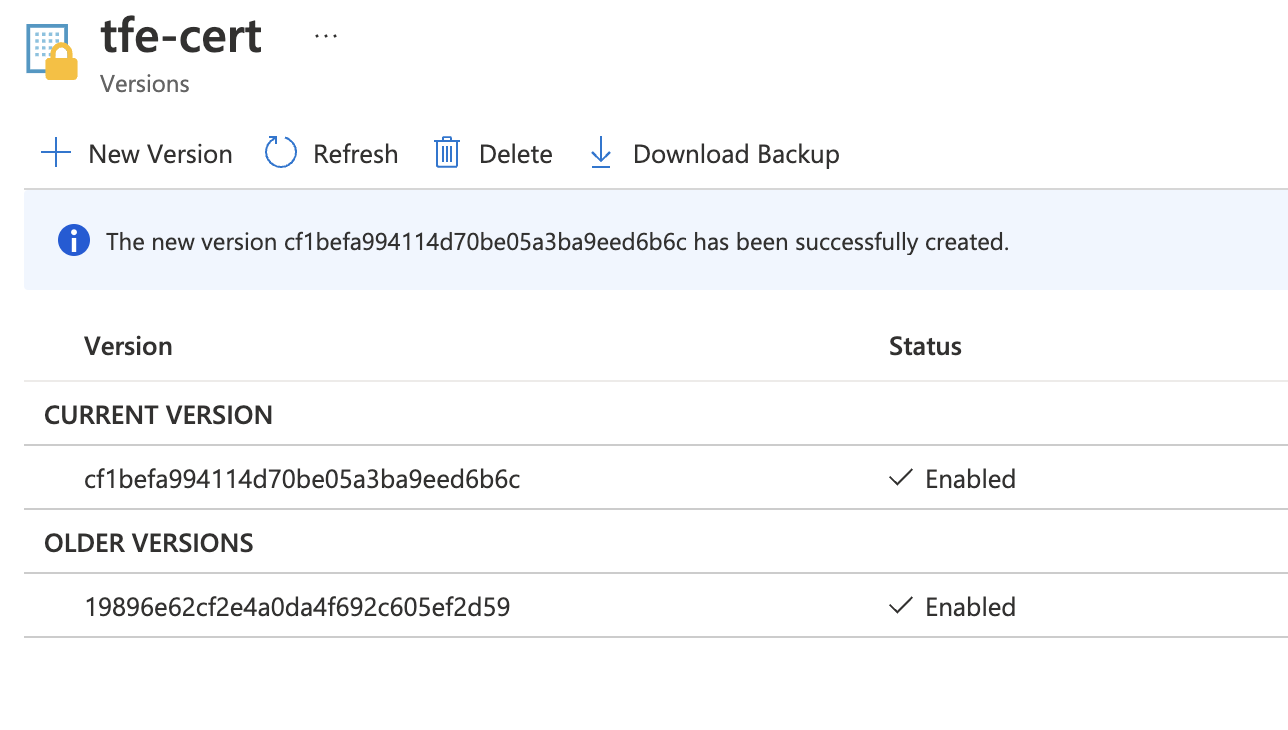 tfe-cert ...
Versions
New Version Refresh Delete Download Backup
The new version cf1befa994114d70be05a3ba9eed6b6c has been successfully created.
Version Status
CURRENT VERSION
cf1befa994114d70be05a3ba9eed6b6c Enabled
OLDER VERSIONS
19896e62cf2e4a0da4f692c605ef2d59 Enabled